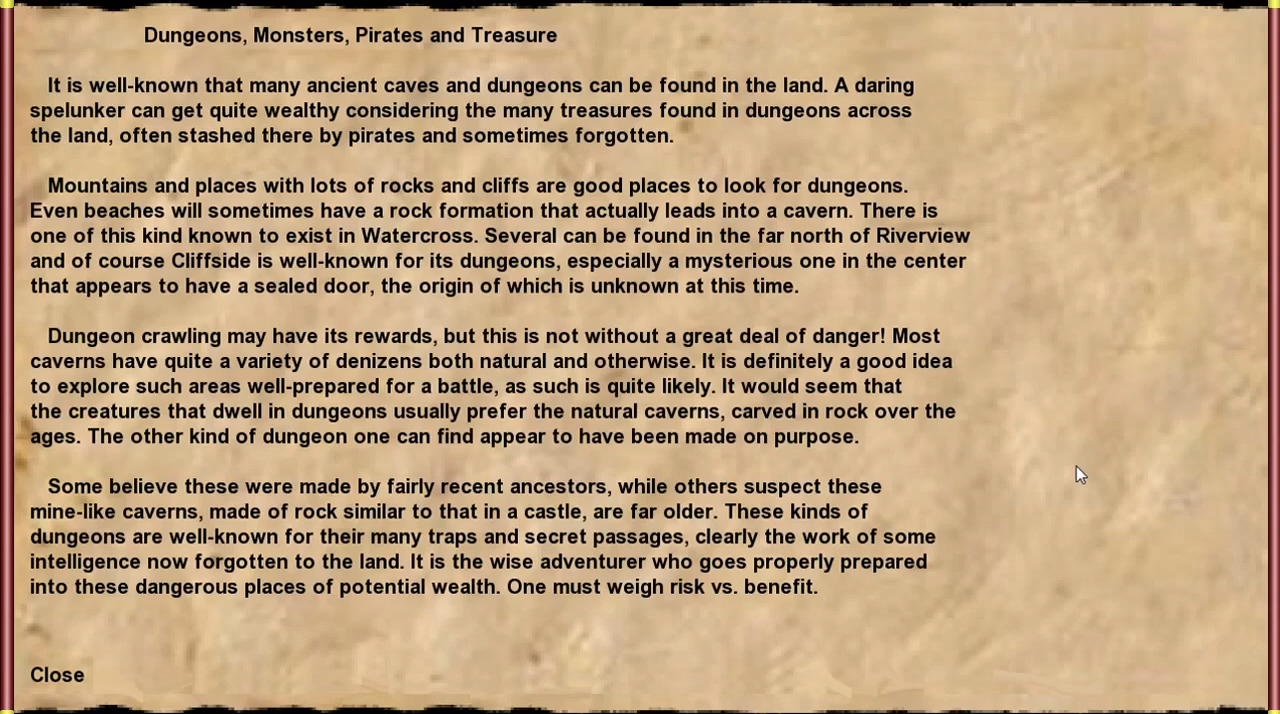 Dungeons, Monsters, Pirates and Treasure
It is well-known that many ancient caves and dungeons can be found in the land. A daring
spelunker can get quite wealthy considering the many treasures found in dungeons across
the land, often stashed there by pirates and sometimes forgotten.
Mountains and places with lots of rocks and cliffs are good places to look for dungeons.
Even beaches will sometimes have a rock formation that actually leads into a cavern. There is
one of this kind known to exist in Watercross. Several can be found in the far north of Riverview
and of course Cliffside is well-known for its dungeons, especially a mysterious one in the center
that appears to have a sealed door, the origin of which is unknown at this time.
Dungeon crawling may have its rewards, but this is not without a great deal of danger! Most
caverns have quite a variety of denizens both natural and otherwise. It is definitely a good idea
to explore such areas well-prepared for a battle, as such is quite likely. It would seem that
the creatures that dwell in dungeons usually prefer the natural caverns, carved in rock over the
ages. The other kind of dungeon one can find appear to have been made on purpose.
Some believe these were made by fairly recent ancestors, while others suspect these
mine-like caverns, made of rock similar to that in a castle, are far older. These kinds of
dungeons are well-known for their many traps and secret passages, clearly the work of some
intelligence now forgotten to the land. It is the wise adventurer who goes properly prepared
into these dangerous places of potential wealth. One must weigh risk vs. benefit.
Close